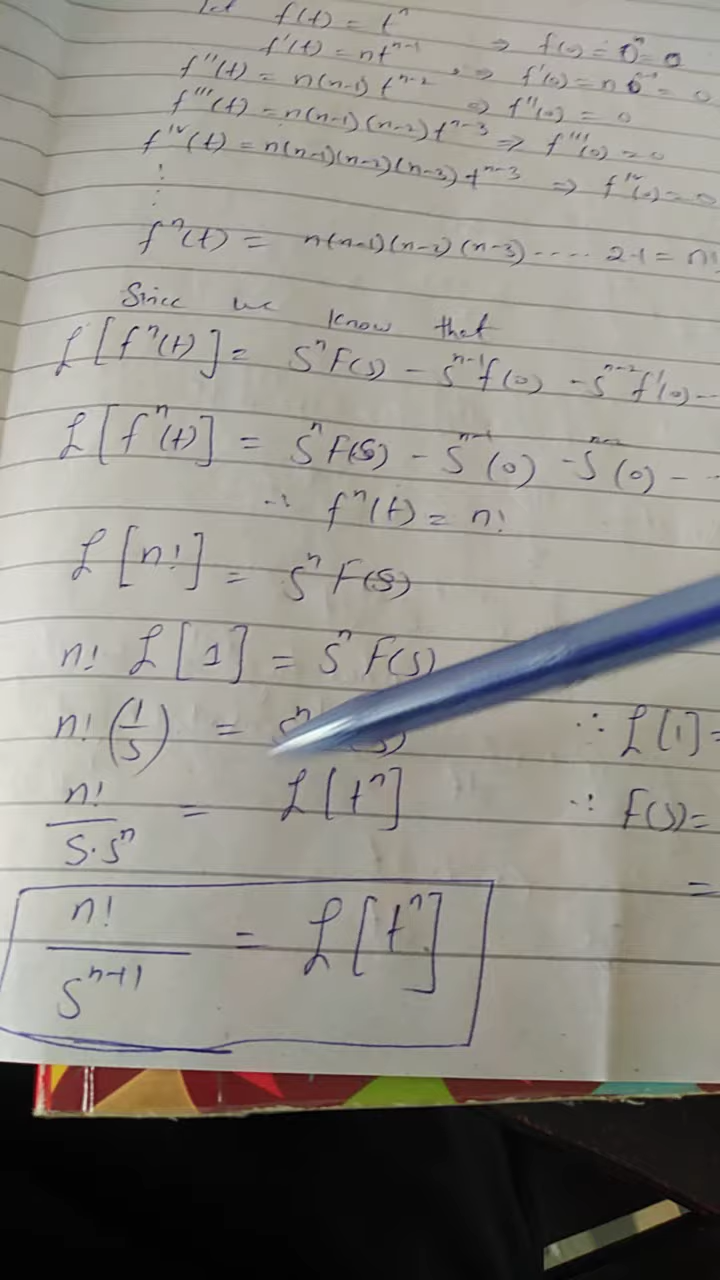 Let f(t) = tⁿ ⇒ f(0) = 0ⁿ = 0
f'(t) = ntⁿ⁻¹ ⇒ f'(0) = n 0ⁿ⁻¹ = 0
f''(t) = n(n-1) tⁿ⁻² ⇒ f''(0) = 0
f'''(t) = n(n-1)(n-2) tⁿ⁻³ ⇒ f'''(0) = 0
f'ᵛ(t) = n(n-1)(n-2)(n-3) tⁿ⁻³ ⇒ f'ᵛ(0) = 0
⋮
fⁿ(t) = n(n-1)(n-2)(n-3) .... 2·1 = n!
Since we know that
ℒ[fⁿ(t)] = SⁿF(s) - Sⁿ⁻¹f(0) - Sⁿ⁻²f'(0) - ..
ℒ[fⁿ(t)] = SⁿF(S) - Sⁿ⁻¹(0) - Sⁿ⁻²(0) - ..
∵ fⁿ(t) = n!
ℒ[n!] = SⁿF(S)
n! ℒ[1] = SⁿF(s)
n! (1/s) = Sⁿ s) ∵ ℒ[1] =
n!/(S·Sⁿ) = ℒ[tⁿ] ∵ F(s) =
=
n!/Sⁿ⁺¹ = ℒ[tⁿ]